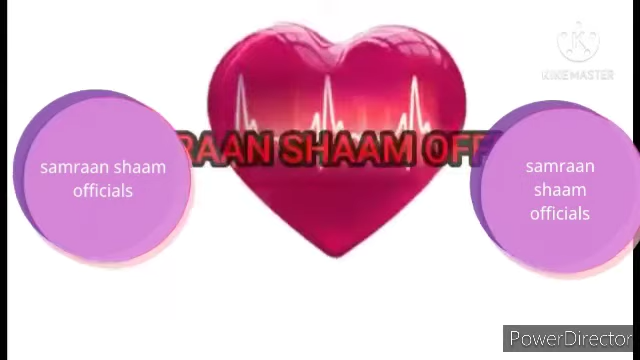 KINEMASTER
RAAN SHAAM OFF
samraan shaam
officials
samraan
shaam
officials
PowerDirector